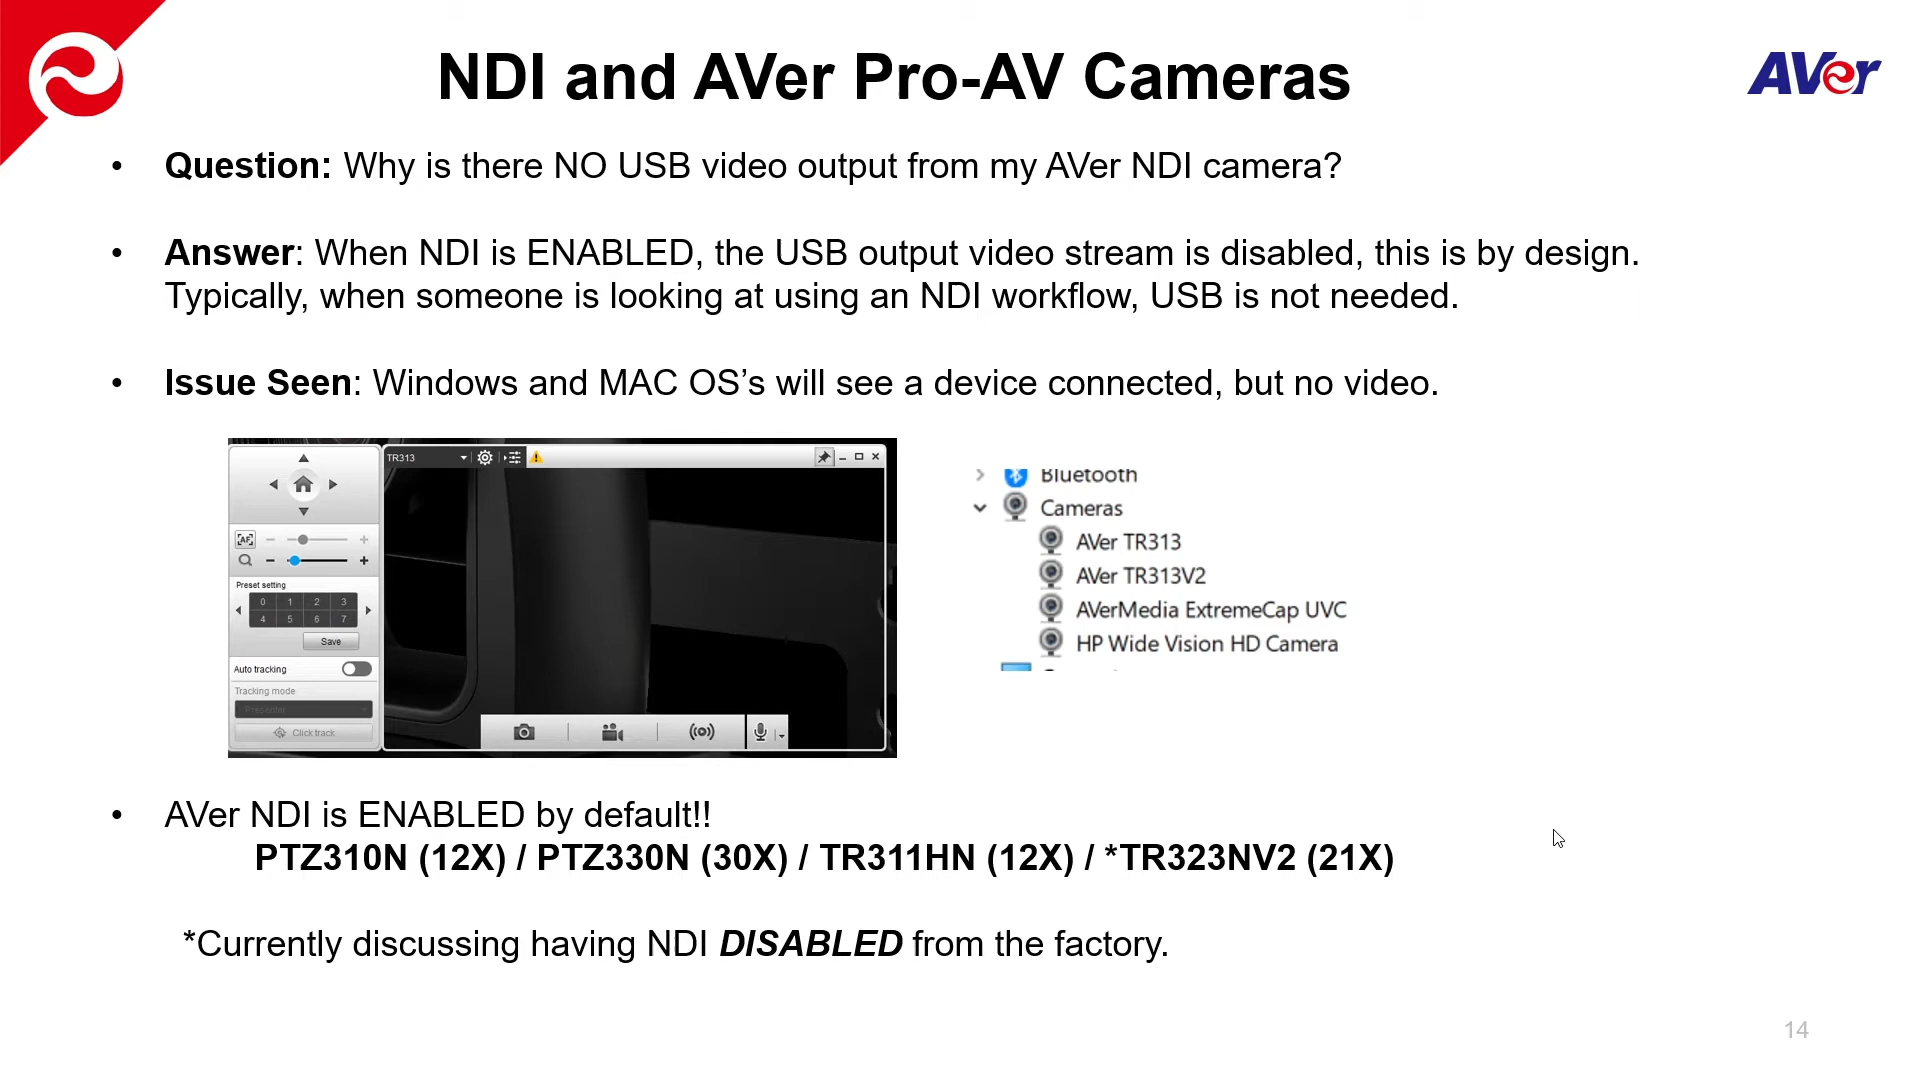 NDI and AVer Pro-AV Cameras
AVer
• Question: Why is there NO USB video output from my AVer NDI camera?
• Answer: When NDI is ENABLED, the USB output video stream is disabled, this is by design.
Typically, when someone is looking at using an NDI workflow, USB is not needed.
• Issue Seen: Windows and MAC OS’s will see a device connected, but no video.
TR313
AF
Preset setting
0 1 2 3
4 5 6 7
Save
Auto tracking
Tracking mode
Presenter
Click track
Bluetooth
Cameras
AVer TR313
AVer TR313V2
AVerMedia ExtremeCap UVC
HP Wide Vision HD Camera
• AVer NDI is ENABLED by default!!
PTZ310N (12X) / PTZ330N (30X) / TR311HN (12X) / *TR323NV2 (21X)
*Currently discussing having NDI DISABLED from the factory.
14